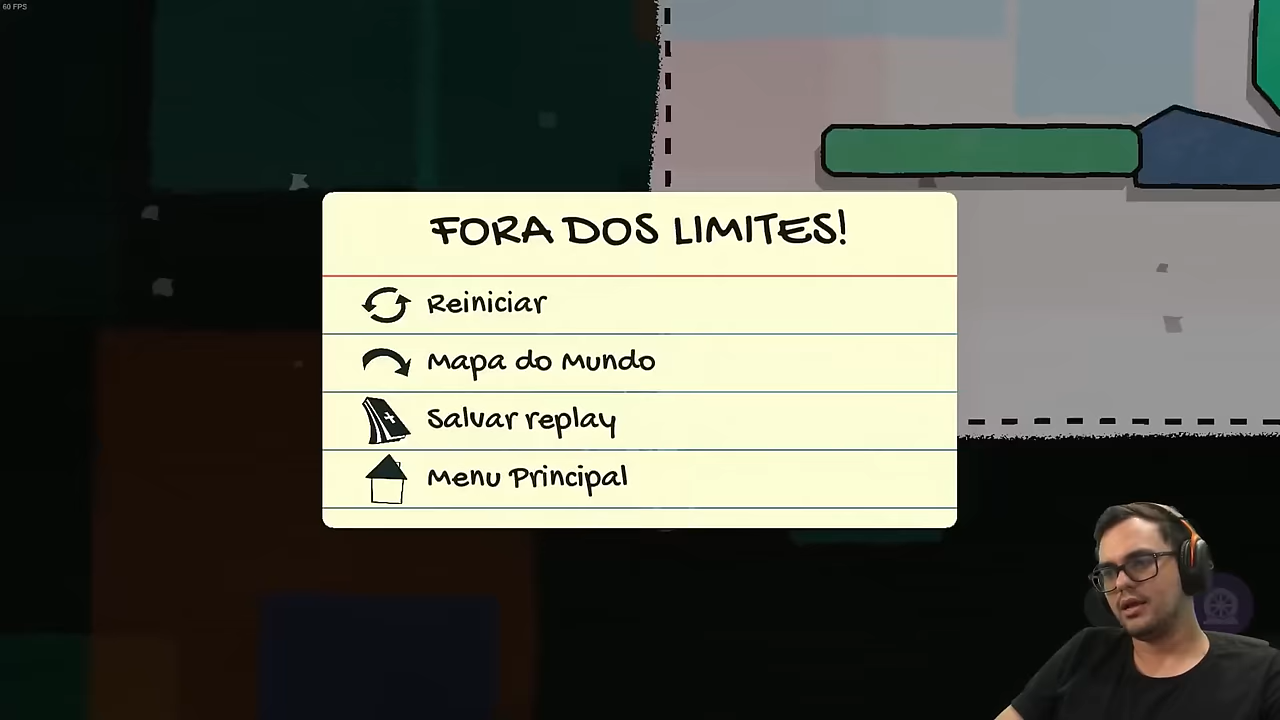 60 FPS
FORA DOS LIMITES!
Reiniciar
Mapa do Mundo
Salvar replay
Menu Principal